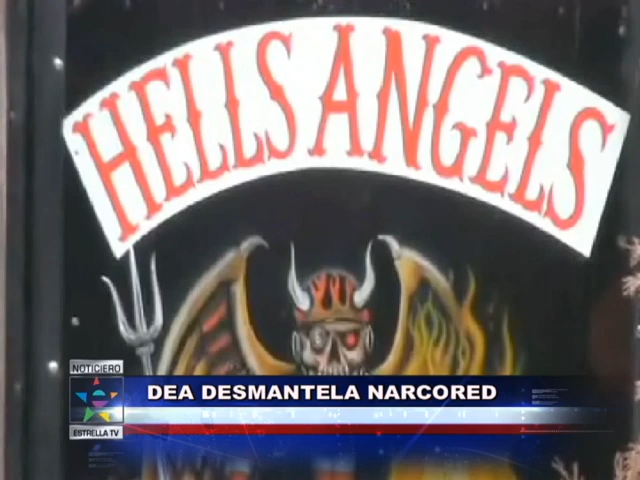 HELLS ANGELS
NOTICIERO
ESTRELLA TV
DEA DESMANTELA NARCORED